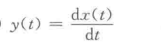 y(t) = dx(t)/dt